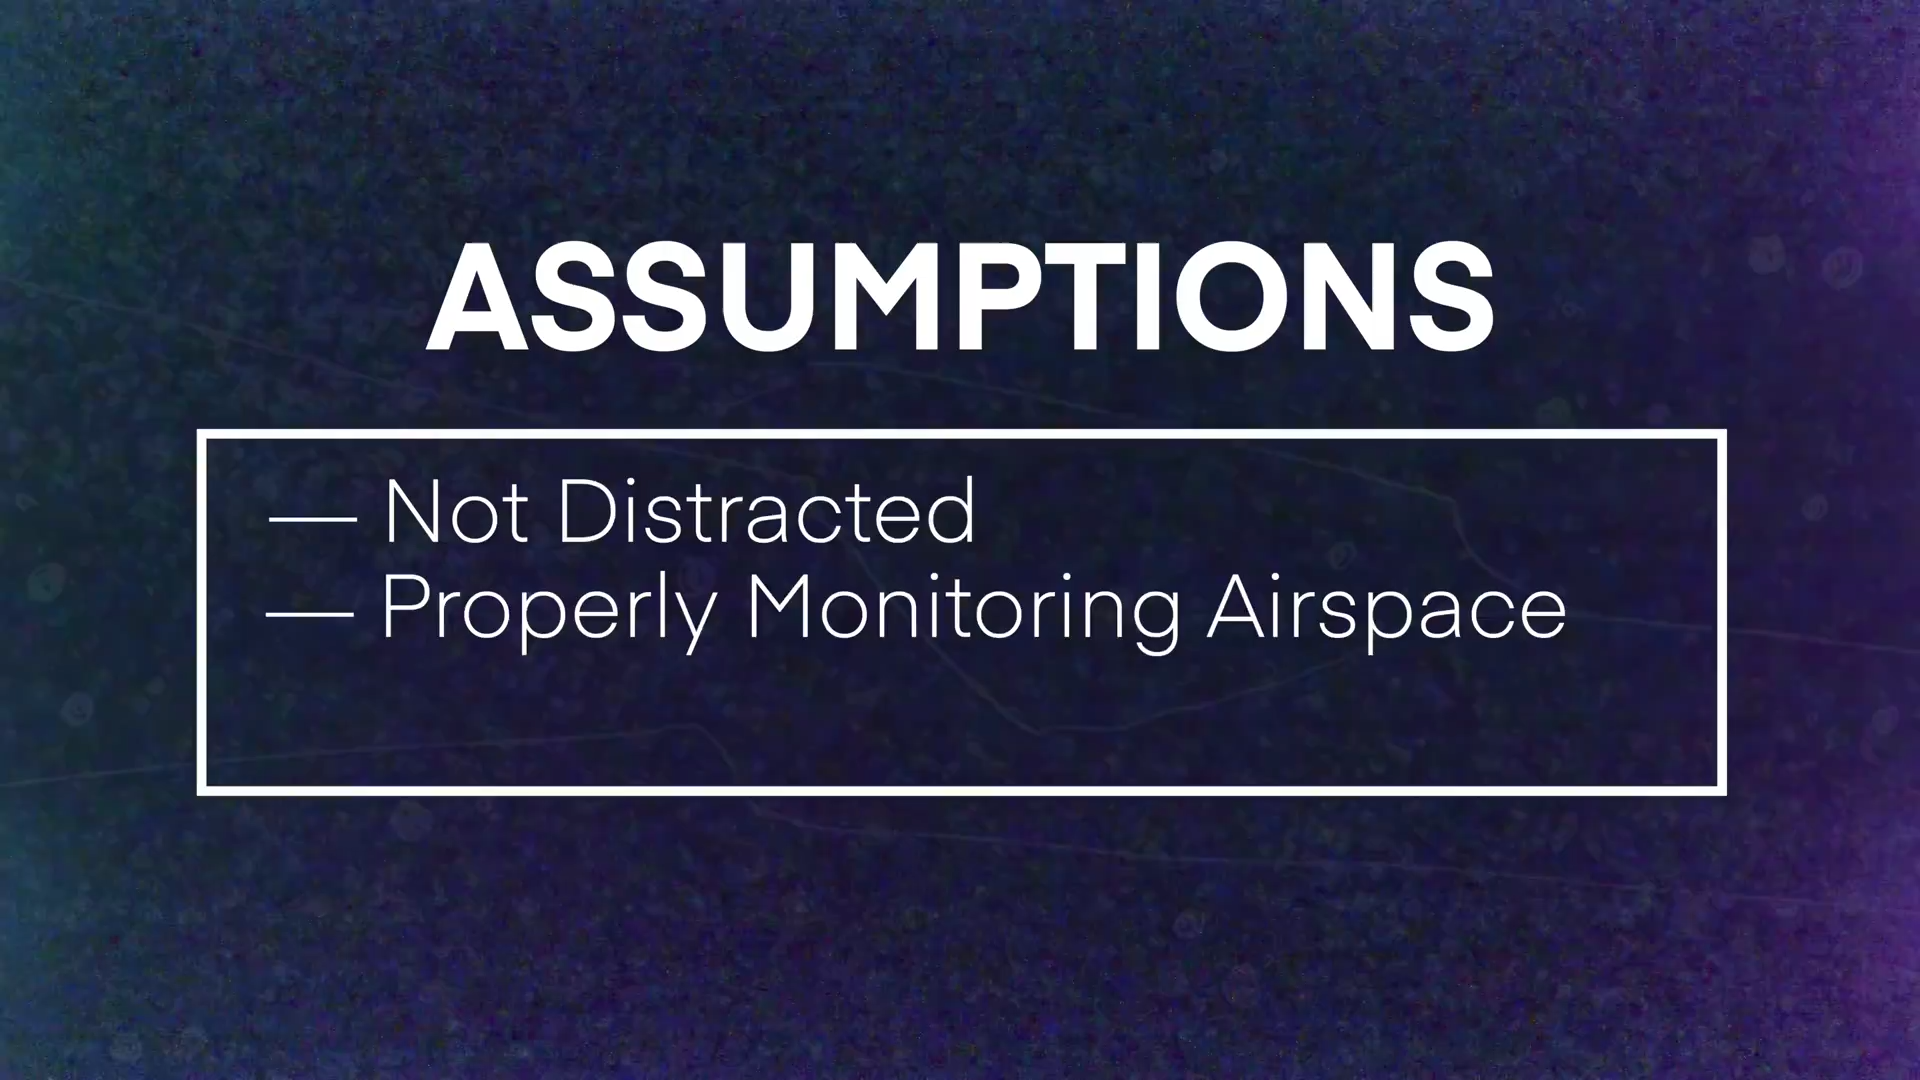 ASSUMPTIONS
— Not Distracted
— Properly Monitoring Airspace